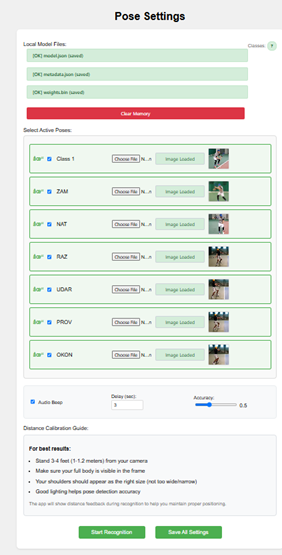 Pose Settings
Local Model Files:
Classes: 7
[OK] model.json (saved)
[OK] metadata.json (saved)
[OK] weights.bin (saved)
Clear Memory
Select Active Poses:
Class 1 Choose File N...n Image Loaded
ZAM Choose File N...n Image Loaded
NAT Choose File N...n Image Loaded
RAZ Choose File N...n Image Loaded
UDAR Choose File N...n Image Loaded
PROV Choose File N...n Image Loaded
OKON Choose File N...n Image Loaded
Audio Beep
Delay (sec):
3
Accuracy:
0.5
Distance Calibration Guide:
For best results:
• Stand 3-4 feet (1-1.2 meters) from your camera
• Make sure your full body is visible in the frame
• Your shoulders should appear as the right size (not too wide/narrow)
• Good lighting helps pose detection accuracy
The app will show distance feedback during recognition to help you maintain proper positioning.
Start Recognition Save All Settings